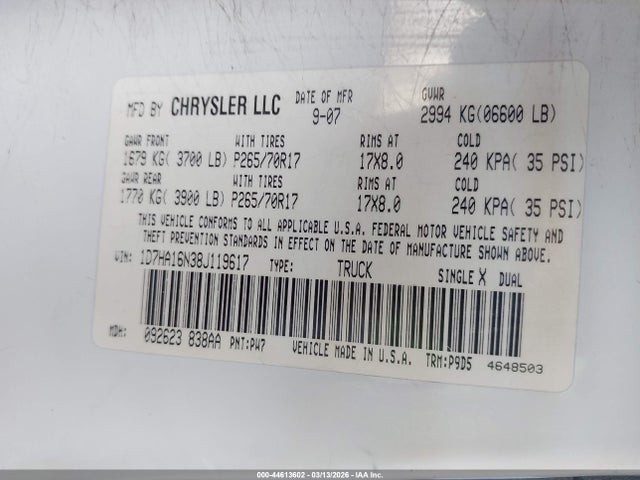 MFD BY CHRYSLER LLC DATE OF MFR 9-07 GVWR 2994 KG(06600 LB)
GAWR FRONT WITH TIRES RIMS AT COLD
1679 KG( 3700 LB) P265/70R17 17X8.0 240 KPA( 35 PSI)
GAWR REAR WITH TIRES RIMS AT COLD
1770 KG( 3900 LB) P265/70R17 17X8.0 240 KPA( 35 PSI)
THIS VEHICLE CONFORMS TO ALL APPLICABLE U.S.A. FEDERAL MOTOR VEHICLE SAFETY AND
THEFT PREVENTION STANDARDS IN EFFECT ON THE DATE OF MANUFACTURE SHOWN ABOVE.
VIN: 1D7HA16N38J119617 TYPE: TRUCK SINGLE X DUAL
MDH: 092623 838AA PNT:PW7 VEHICLE MADE IN U.S.A. TRM:P9D5 4648503
000-44613602 - 03/13/2026 - IAAI.COM